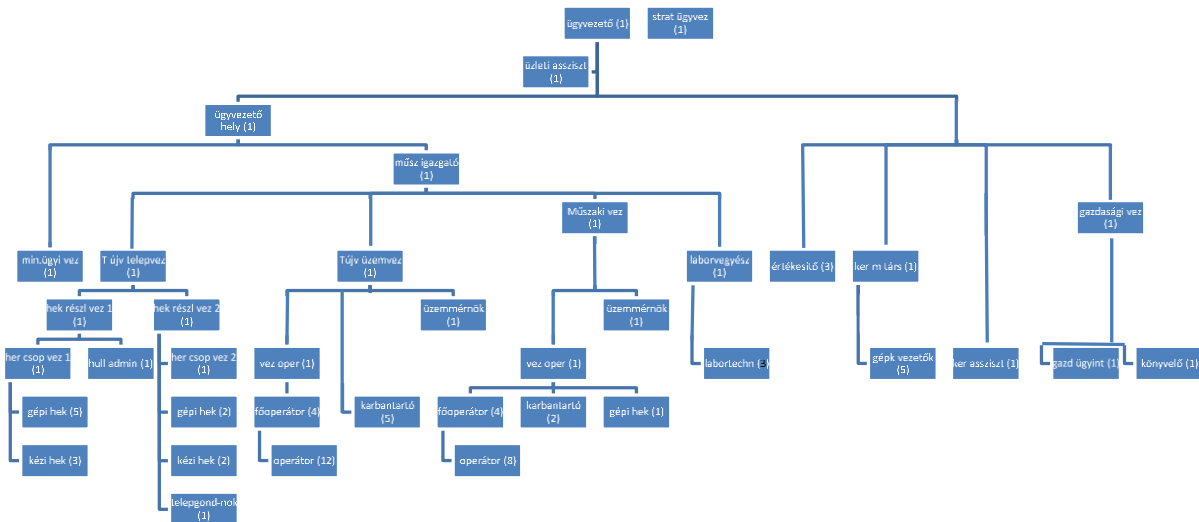 ügyvezető (1)
strat ügyvez
(1)
üzleti assziszt
(1)
ügyvezető
hely (1)
műsz igazgató
(1)
Műszaki vez
(1)
gazdasági vez
(1)
min.ügyi vez
(1)
T újv telepvez
(1)
Túiv üzemvez
(1)
laborvegyész
(1)
értékesítő (3)
ker m társ (1)
hek részl vez 1
(1)
hek részl vez 2
(1)
üzemmérnök
(1)
üzemmérnök
(1)
her csop vez 1
(1)
hull admin (1)
her csop vez 2
(1)
vez oper (1)
vez oper (1)
labortechn (3)
gépk vezetők
(5)
ker assziszt (1)
gazd ügyint (1)
könyvelő (1)
gépi hek (5)
gépi hek (2)
főoperátor (4)
karbantartó
(5)
főoperátor (4)
karbantartó
(2)
gépi hek (1)
kézi hek (3)
kézi hek (2)
operátor (12)
operátor (8)
telepgond-nok
(1)